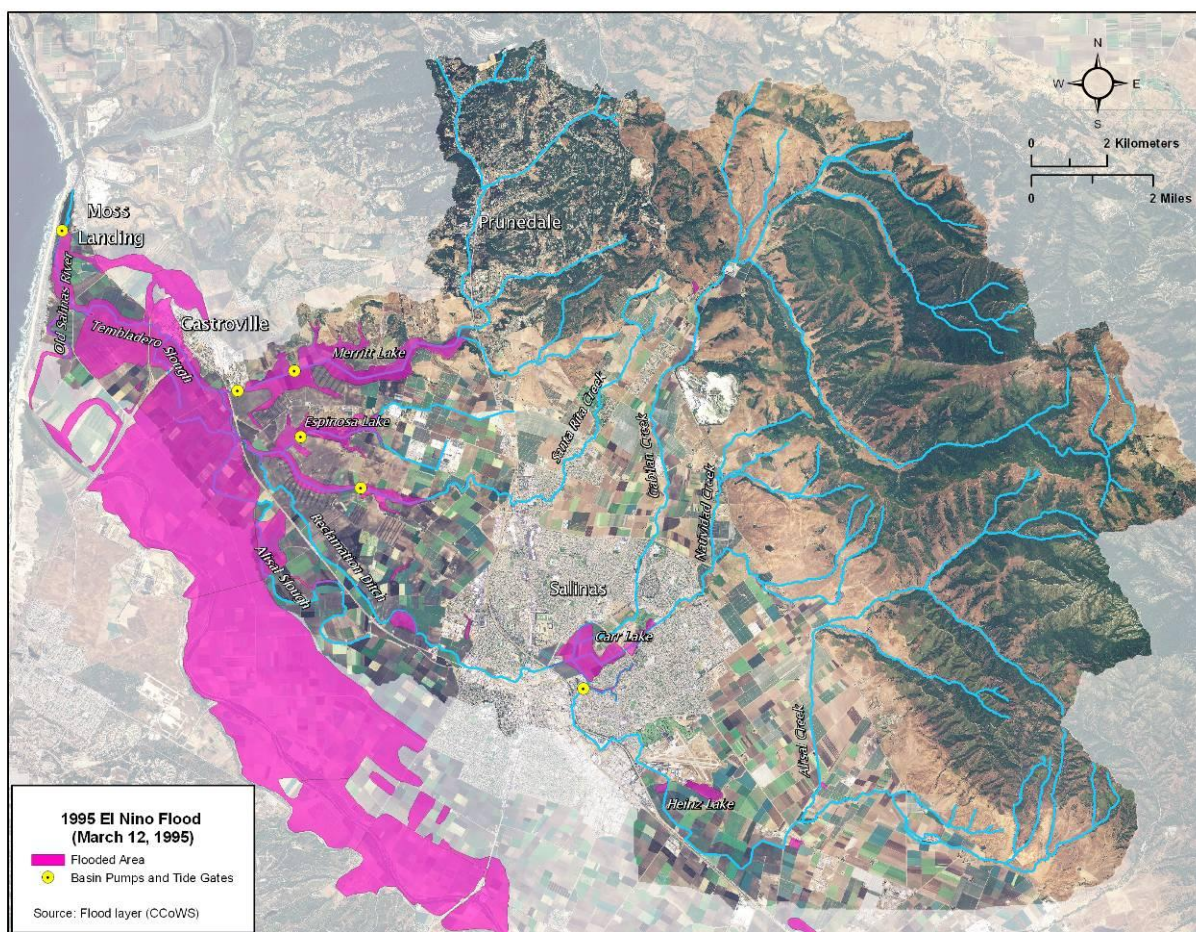 N
W E
S
0 2 Kilometers
0 2 Miles
Prunedale
Moss
Landing
Old Salinas River
Tembladero Slough
Castroville
Merritt Lake
Espinosa Lake
Santa Rita Creek
Gabilan Creek
Natividad Creek
Reclamation Ditch
Alisal Slough
Salinas
Carr Lake
Alisal Creek
Heinz Lake
1995 El Nino Flood
(March 12, 1995)
Flooded Area
Basin Pumps and Tide Gates
Source: Flood layer (CCoWS)